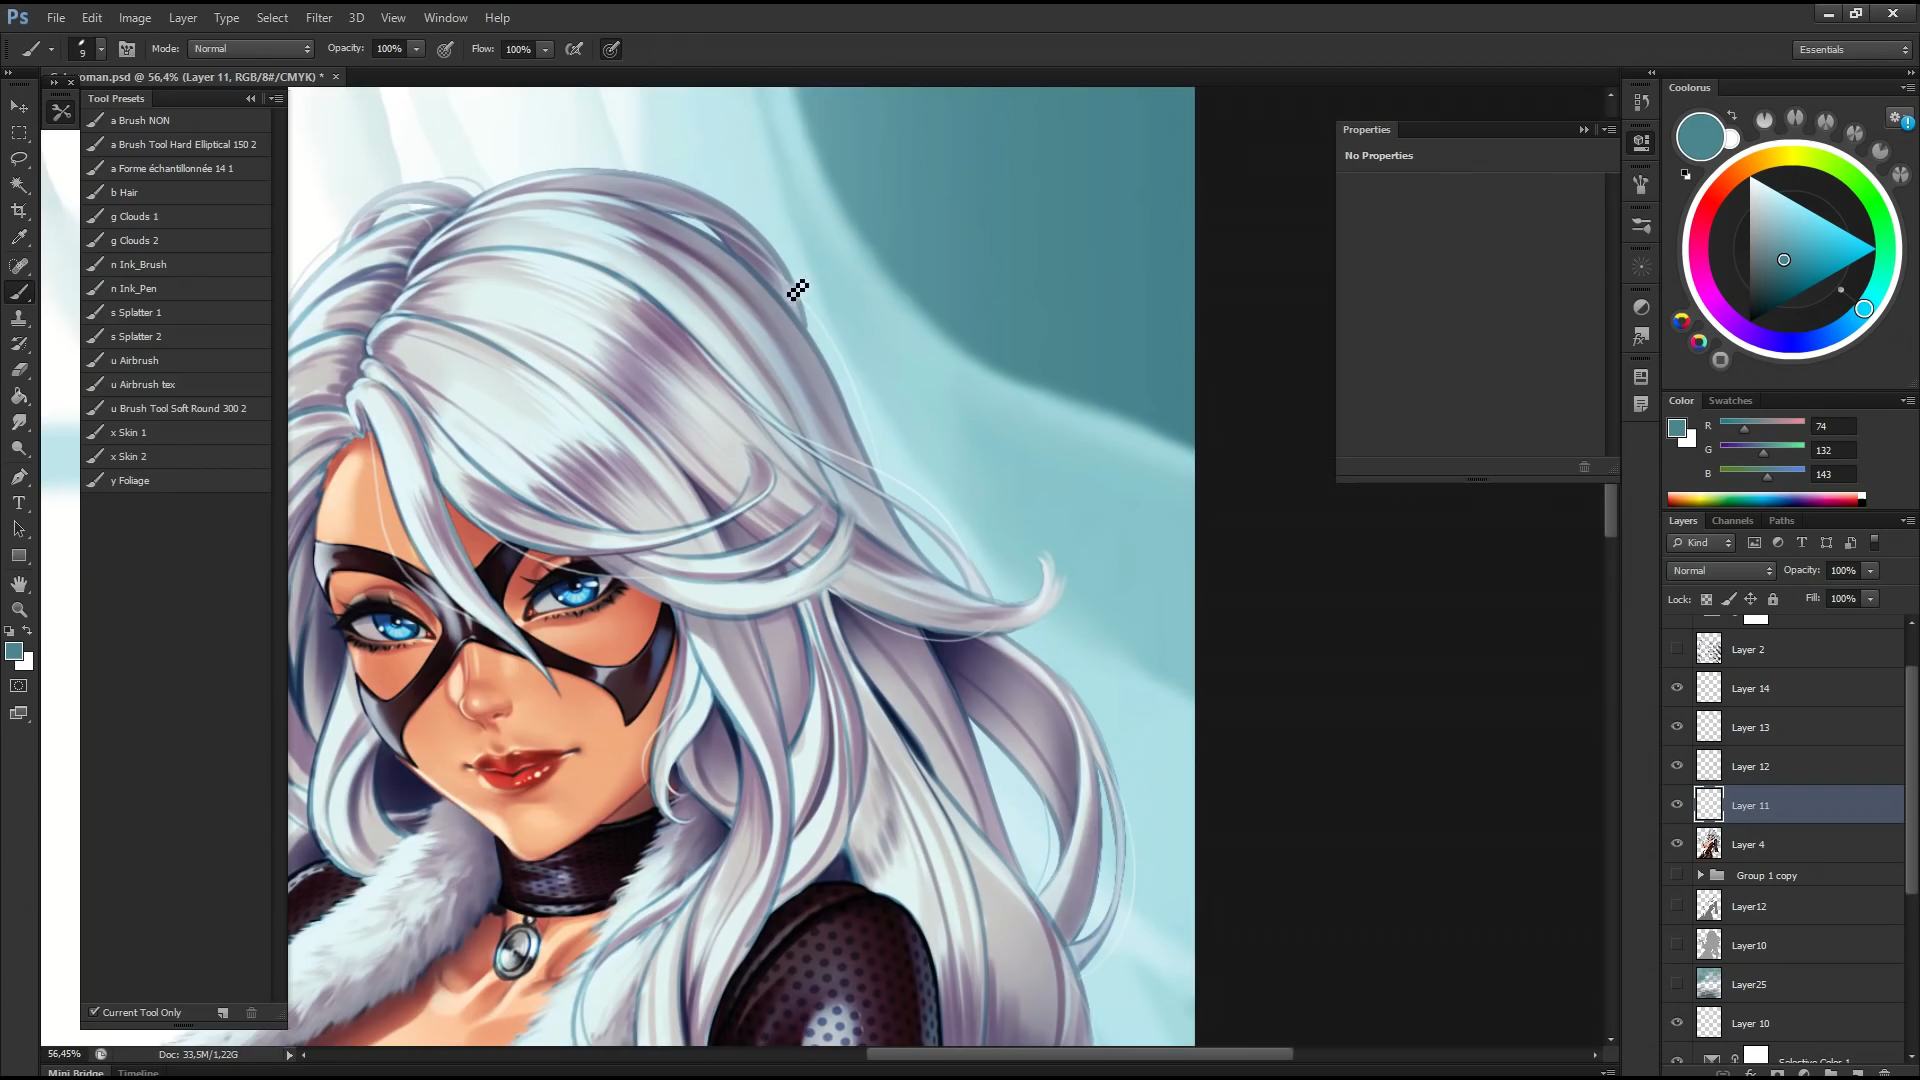 Ps File Edit Image Layer Type Select Filter 3D View Window Help
9 Mode: Normal Opacity: 100% Flow: 100% Essentials
oman.psd @ 56,4% (Layer 11, RGB/8#/CMYK) * ×
Tool Presets
a Brush NON
a Brush Tool Hard Elliptical 150 2
a Forme échantillonnée 14 1
b Hair
g Clouds 1
g Clouds 2
n Ink_Brush
n Ink_Pen
s Splatter 1
s Splatter 2
u Airbrush
u Airbrush tex
u Brush Tool Soft Round 300 2
x Skin 1
x Skin 2
y Foliage
Current Tool Only
Properties
No Properties
Coolorus
Color Swatches
R 74
G 132
B 143
Layers Channels Paths
Kind
Normal Opacity: 100%
Lock: Fill: 100%
Layer 2
Layer 14
Layer 13
Layer 12
Layer 11
Layer 4
Group 1 copy
Layer12
Layer10
Layer25
Layer 10
Selective Color 1
56,45% Doc: 33,5M/1,22G
Mini Bridge Timeline